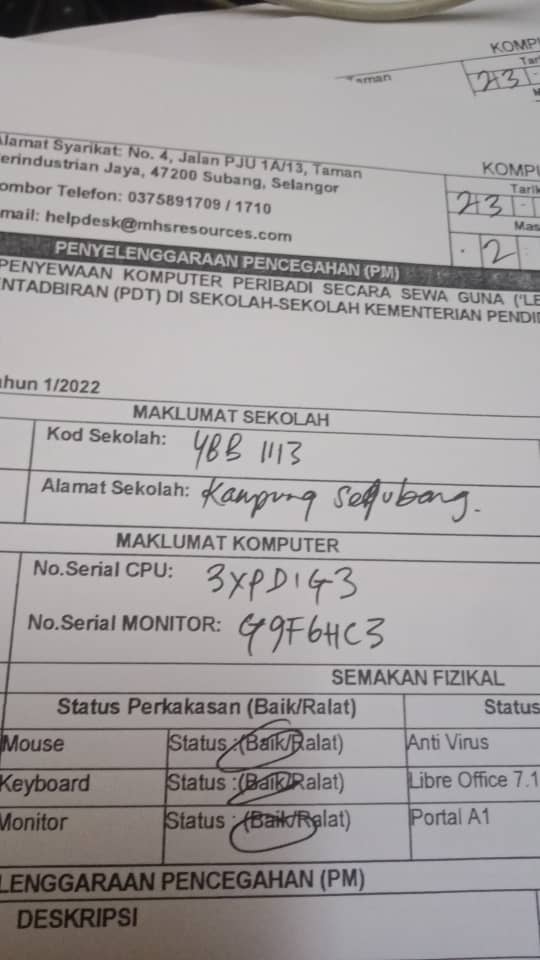 KOMP
Taman
23
KOMP
Tarik
23 -
Mas
. 2
Alamat Syarikat: No. 4, Jalan PJU 1A/13, Taman
erindustrian Jaya, 47200 Subang, Selangor
ombor Telefon: 0375891709 / 1710
mail: helpdesk@mhsresources.com
PENYELENGGARAAN PENCEGAHAN (PM)
PENYEWAAN KOMPUTER PERIBADI SECARA SEWA GUNA ('LE
NTADBIRAN (PDT) DI SEKOLAH-SEKOLAH KEMENTERIAN PENDI
ahun 1/2022
MAKLUMAT SEKOLAH
Kod Sekolah: YBB 1113
Alamat Sekolah: Kampung
MAKLUMAT KOMPUTER
No.Serial CPU: 3XPD1G3
No.Serial MONITOR: G9F6HC3
SEMAKAN FIZIKAL
Status Perkakasan (Baik/Ralat) Status
Mouse Status :(Baik/Ralat) Anti Virus
Keyboard Status :(Baik/Ralat) Libre Office 7.1
Monitor Status : (Baik/Ralat) Portal A1
LENGGARAAN PENCEGAHAN (PM)
DESKRIPSI